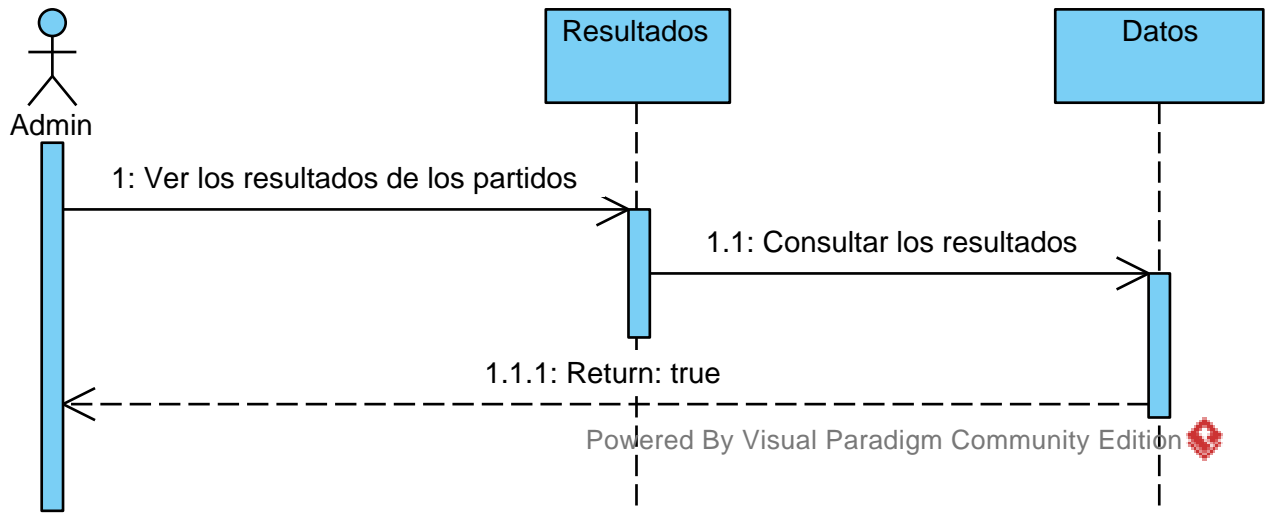 Resultados
Datos
Admin
1: Ver los resultados de los partidos
1.1: Consultar los resultados
1.1.1: Return: true
Powered By Visual Paradigm Community Edition